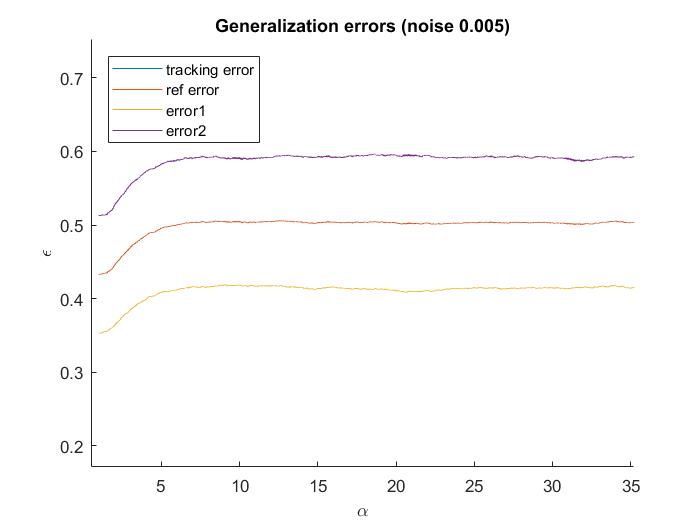 Generalization errors (noise 0.005)
tracking error
ref error
error1
error2
0.7
0.6
0.5
0.4
0.3
0.2
ϵ
5 10 15 20 25 30 35
α